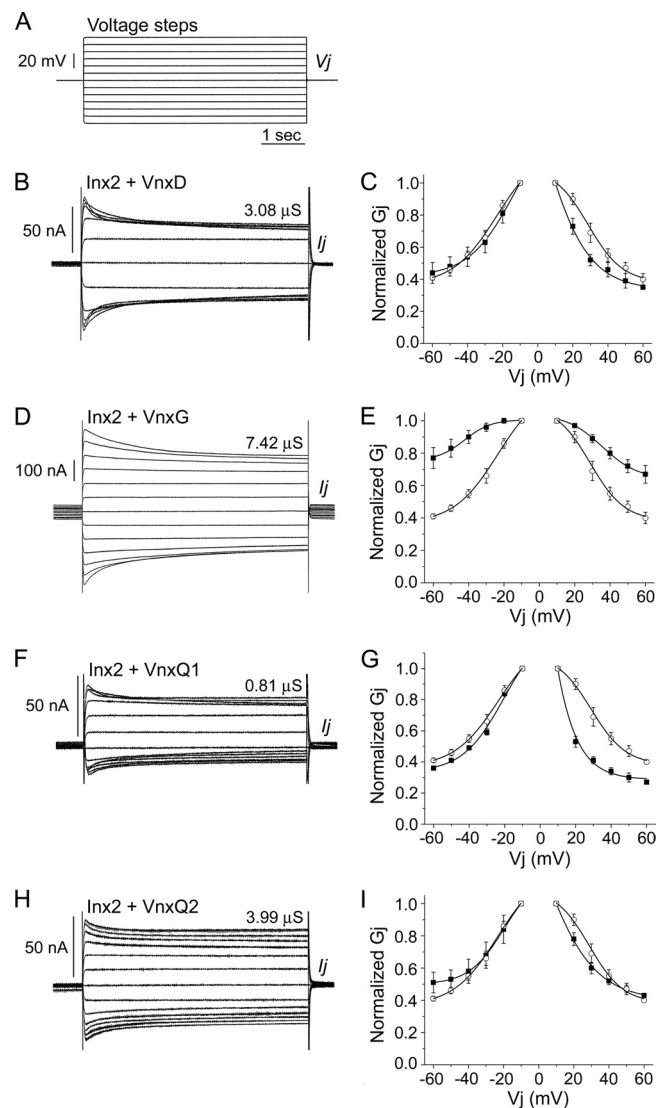 A
Voltage steps
20 mV
Vj
1 sec
B
Inx2 + VnxD
3.08 µS
50 nA
Ij
C
Normalized Gj
1.0
0.8
0.6
0.4
0.2
0.0
-60 -40 -20 0 20 40 60
Vj (mV)
D
Inx2 + VnxG
7.42 µS
100 nA
Ij
E
Normalized Gj
1.0
0.8
0.6
0.4
0.2
0.0
-60 -40 -20 0 20 40 60
Vj (mV)
F
Inx2 + VnxQ1
0.81 µS
50 nA
Ij
G
Normalized Gj
1.0
0.8
0.6
0.4
0.2
0.0
-60 -40 -20 0 20 40 60
Vj (mV)
H
Inx2 + VnxQ2
3.99 µS
50 nA
Ij
I
Normalized Gj
1.0
0.8
0.6
0.4
0.2
0.0
-60 -40 -20 0 20 40 60
Vj (mV)